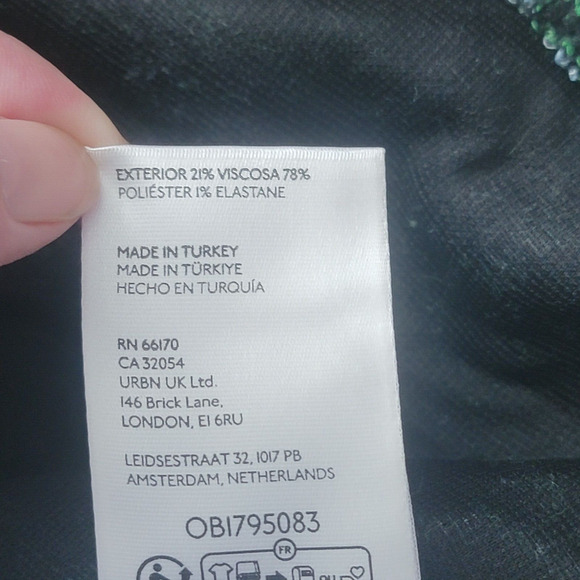 EXTERIOR 21% VISCOSA 78%
POLIÉSTER 1% ELASTANE
MADE IN TURKEY
MADE IN TÜRKIYE
HECHO EN TURQUÍA
RN 66170
CA 32054
URBN UK Ltd.
146 Brick Lane,
LONDON, E1 6RU
LEIDSESTRAAT 32, 1017 PB
AMSTERDAM, NETHERLANDS
OB1795083
FR
OU